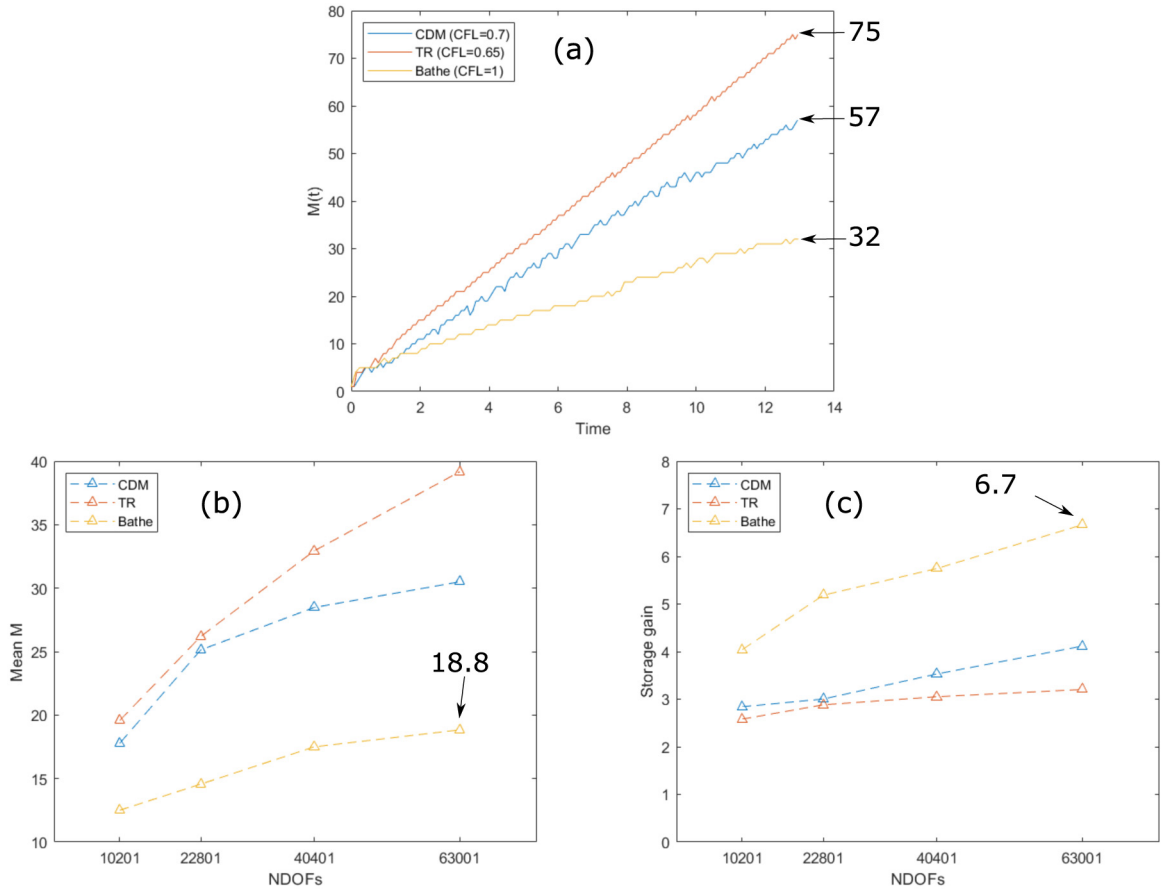 80
70
60
50
40
30
20
10
0
M(t)
CDM (CFL=0.7)
TR (CFL=0.65)
Bathe (CFL=1)
(a)
75
57
32
0 2 4 6 8 10 12 14
Time
40
35
30
25
20
15
10
Mean M
CDM
TR
Bathe
(b)
18.8
10201 22801 40401 63001
NDOFs
8
7
6
5
4
3
2
1
0
Storage gain
CDM
TR
Bathe
(c)
6.7
10201 22801 40401 63001
NDOFs